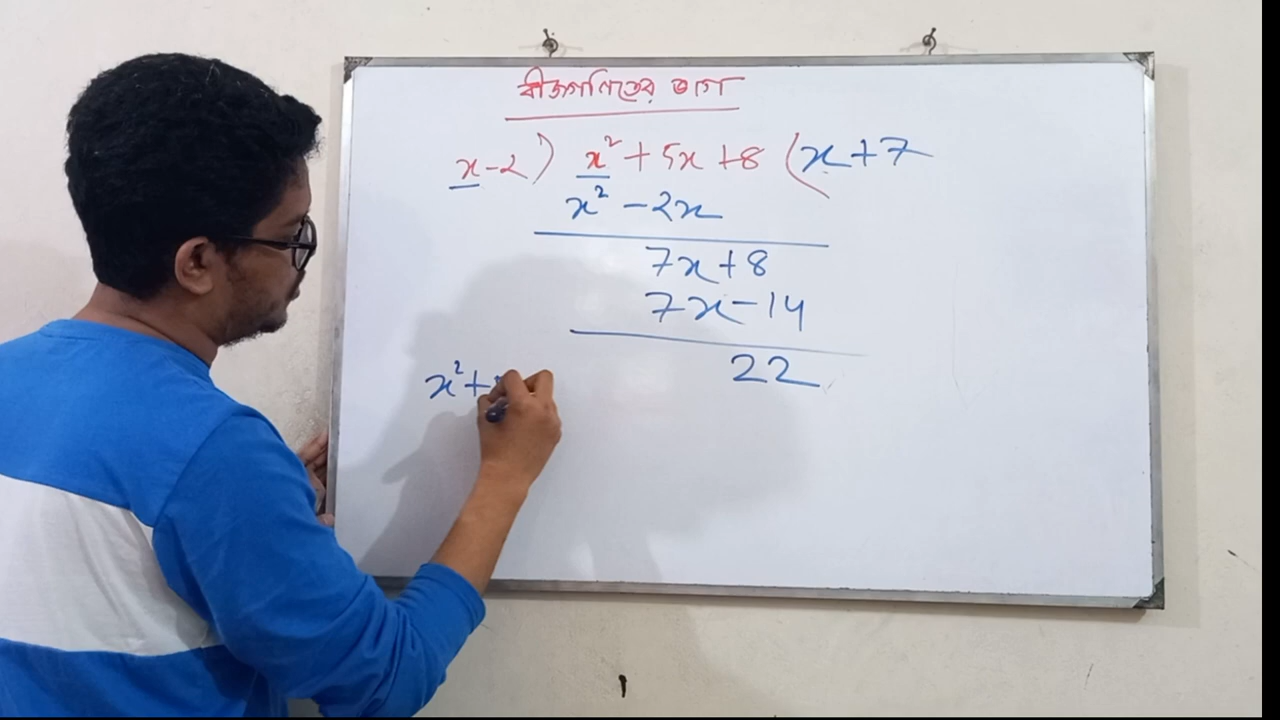 বীজগণিতের ভাগ
x-2) x² + 5x + 8 (x + 7
x² - 2x
7x + 8
7x - 14
22
x² +